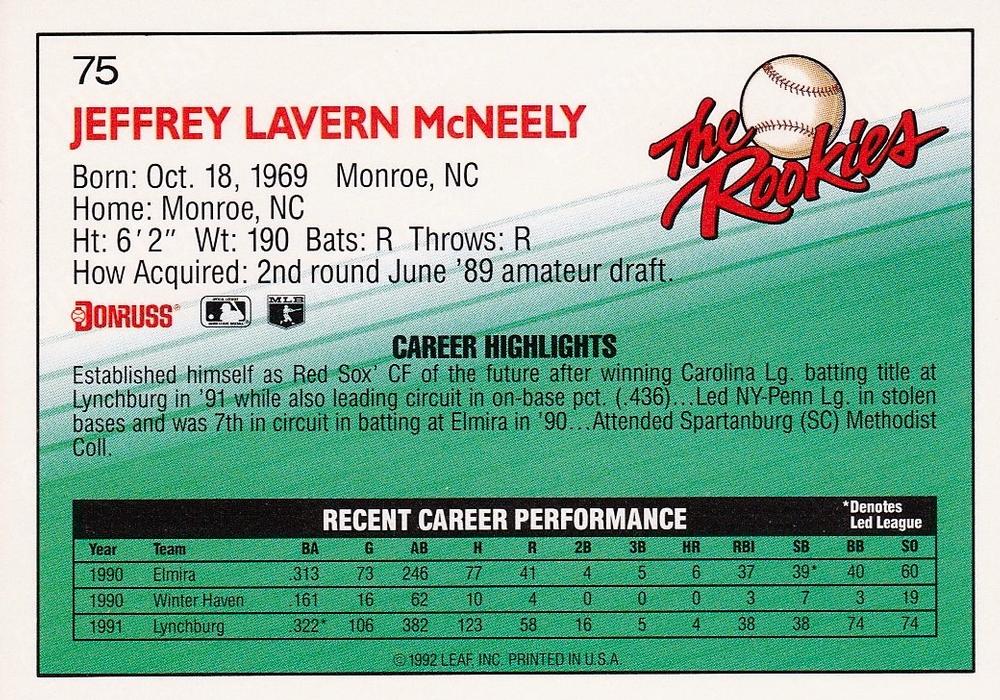 75
The Rookies
JEFFREY LAVERN McNEELY
Born: Oct. 18, 1969 Monroe, NC
Home: Monroe, NC
Ht: 6'2" Wt: 190 Bats: R Throws: R
How Acquired: 2nd round June '89 amateur draft.
DONRUSS® MLB
CAREER HIGHLIGHTS
Established himself as Red Sox' CF of the future after winning Carolina Lg. batting title at
Lynchburg in '91 while also leading circuit in on-base pct. (.436)...Led NY-Penn Lg. in stolen
bases and was 7th in circuit in batting at Elmira in '90...Attended Spartanburg (SC) Methodist
Coll.
RECENT CAREER PERFORMANCE
*Denotes
Led League
Year Team BA G AB H R 2B 3B HR RBI SB BB SO
1990 Elmira .313 73 246 77 41 4 5 6 37 39* 40 60
1990 Winter Haven .161 16 62 10 4 0 0 0 3 7 3 19
1991 Lynchburg .322* 106 382 123 58 16 5 4 38 38 74 74
©1992 LEAF, INC. PRINTED IN U.S.A.